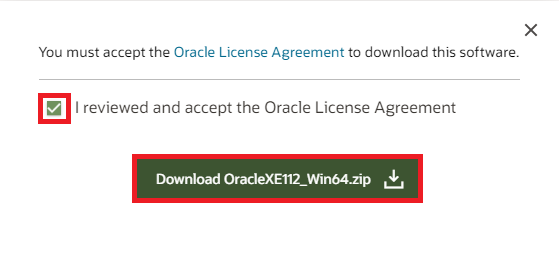 You must accept the Oracle License Agreement to download this software.
I reviewed and accept the Oracle License Agreement
Download OracleXE112_Win64.zip